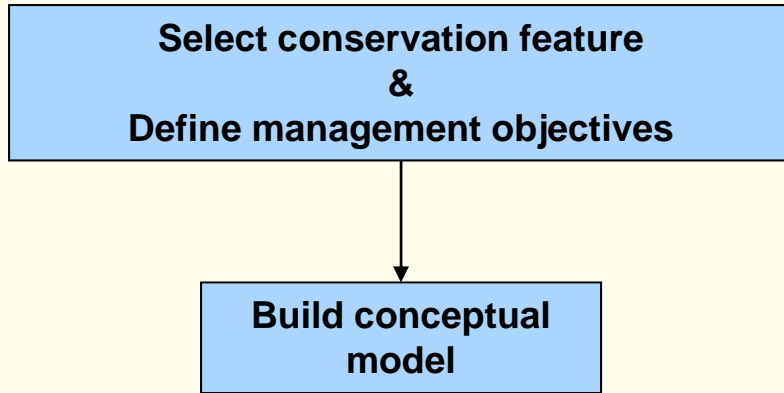 Select conservation feature
&
Define management objectives
Build conceptual
model